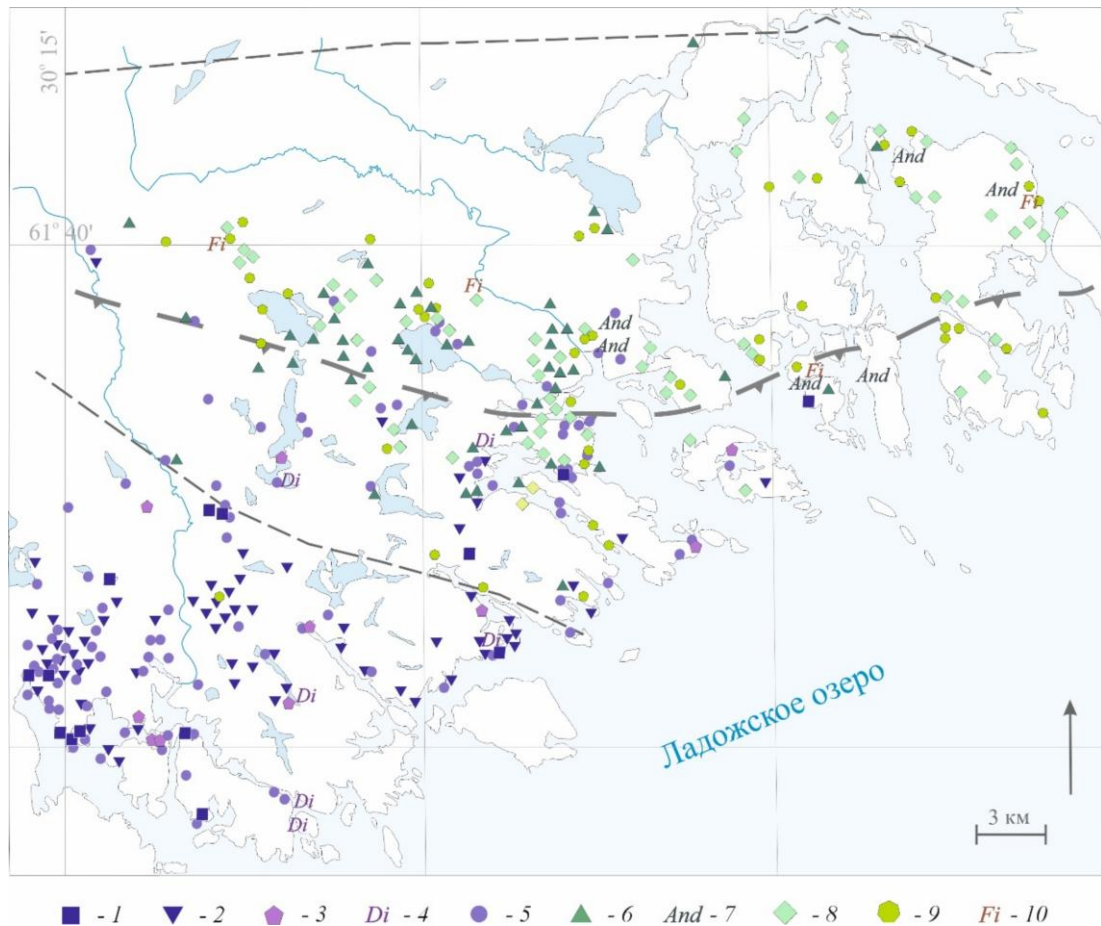 30° 15'
61° 40'
And
And
Fi
Fi
Fi
And
And
Fi
And
And
Di
Di
Di
Di
Di
Di
Ладожское озеро
3 км
- 1 - 2 - 3 Di - 4 - 5 - 6 And - 7 - 8 - 9 Fi - 10